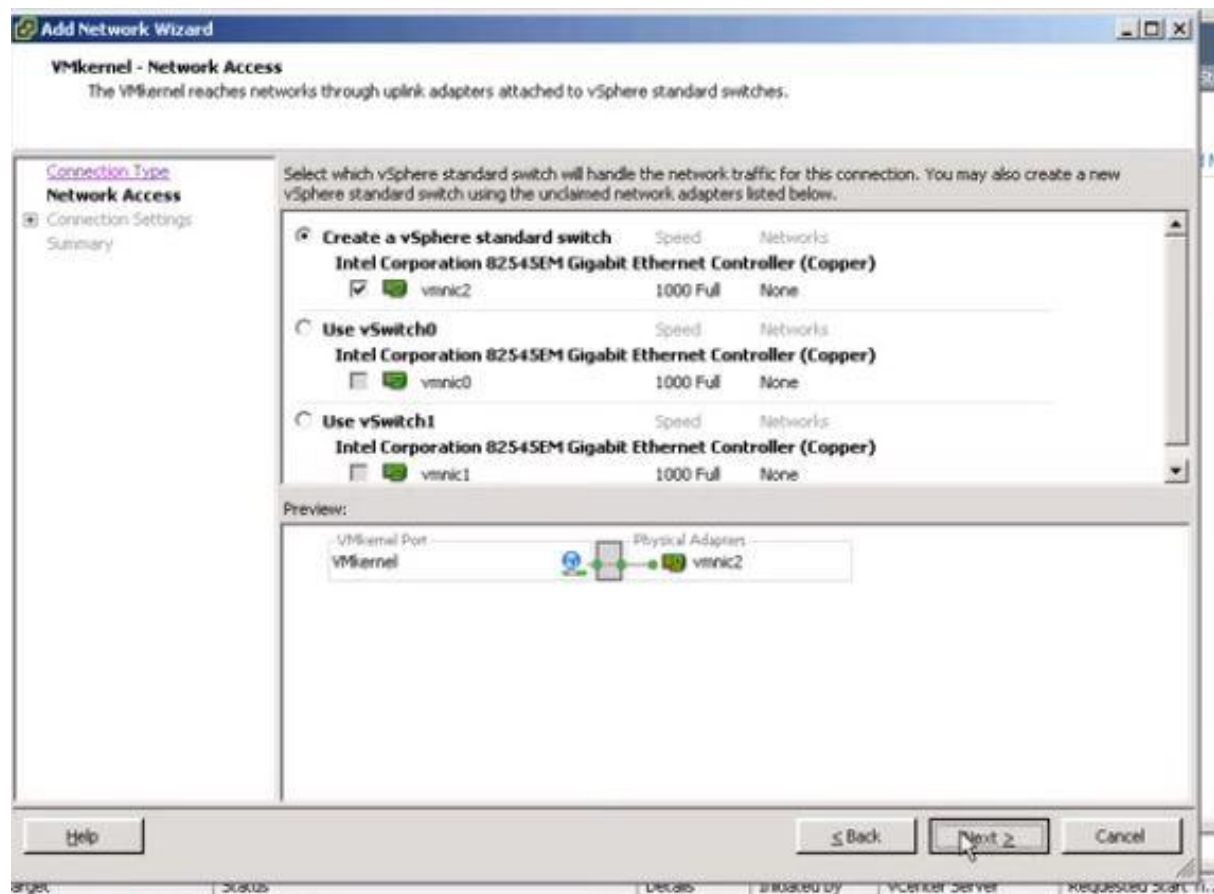 Add Network Wizard
VMkernel - Network Access
The VMkernel reaches networks through uplink adapters attached to vSphere standard switches.
Connection Type
Network Access
Connection Settings
Summary
Select which vSphere standard switch will handle the network traffic for this connection. You may also create a new
vSphere standard switch using the unclaimed network adapters listed below.
Create a vSphere standard switch Speed Networks
Intel Corporation 82545EM Gigabit Ethernet Controller (Copper)
vmnic2 1000 Full None
Use vSwitch0 Speed Networks
Intel Corporation 82545EM Gigabit Ethernet Controller (Copper)
vmnic0 1000 Full None
Use vSwitch1 Speed Networks
Intel Corporation 82545EM Gigabit Ethernet Controller (Copper)
vmnic1 1000 Full None
Preview:
VMkernel Port Physical Adapters
VMkernel vmnic2
Help < Back Next > Cancel
Status Details Initiated by vCenter Server